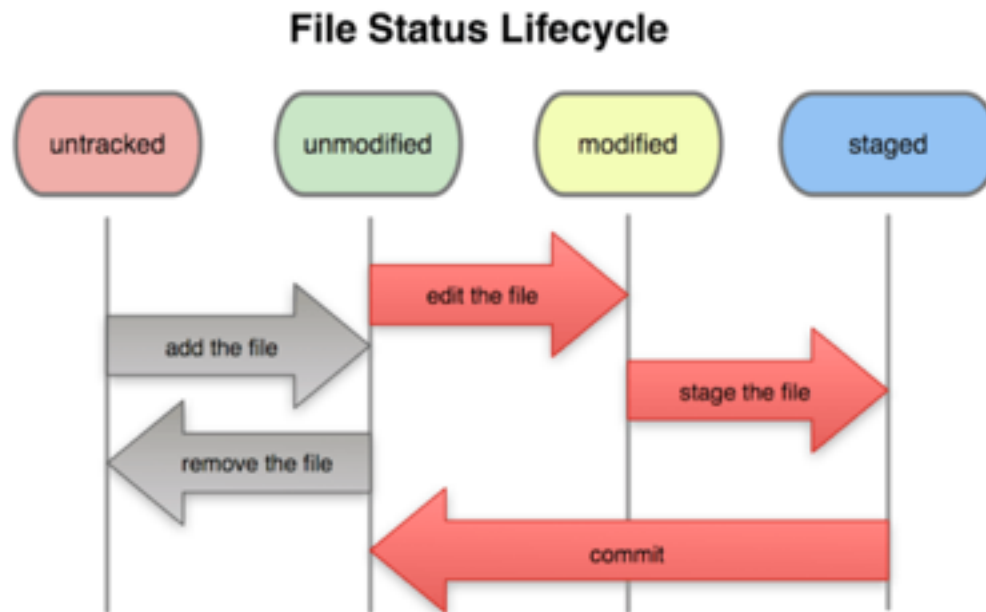 File Status Lifecycle
untracked
unmodified
modified
staged
edit the file
add the file
stage the file
remove the file
commit